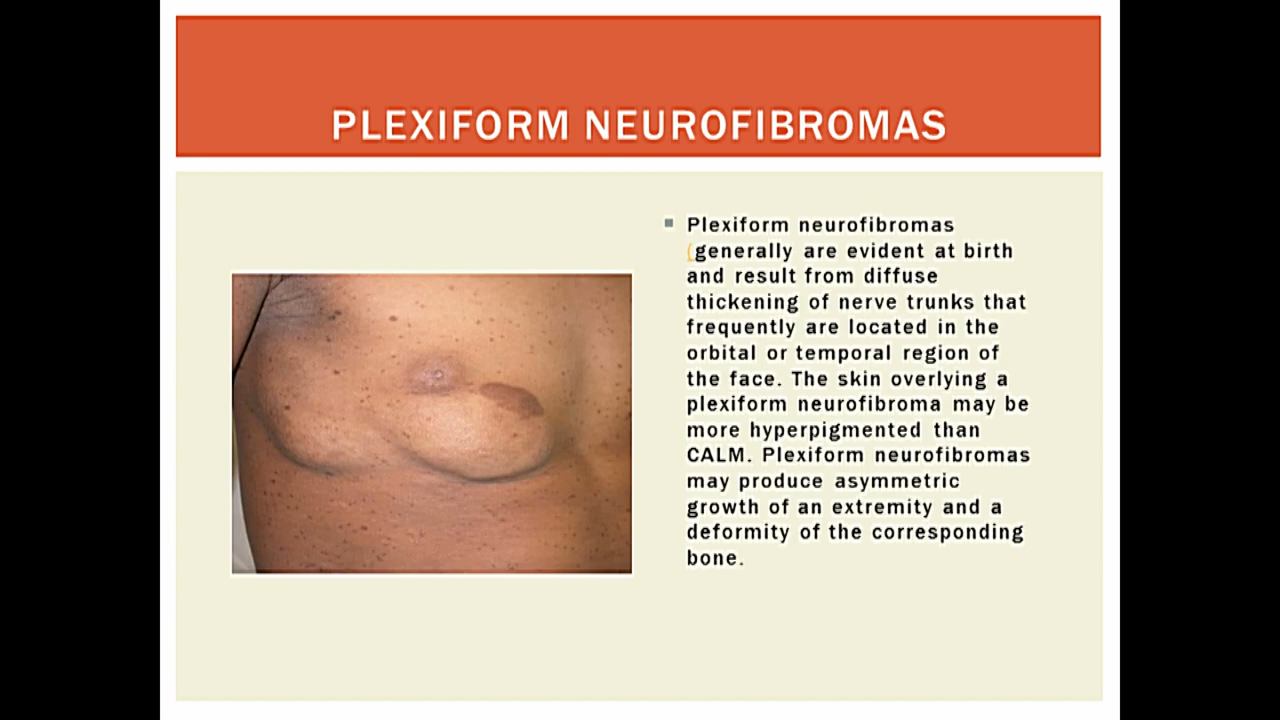 PLEXIFORM NEUROFIBROMAS
Plexiform neurofibromas
(generally are evident at birth
and result from diffuse
thickening of nerve trunks that
frequently are located in the
orbital or temporal region of
the face. The skin overlying a
plexiform neurofibroma may be
more hyperpigmented than
CALM. Plexiform neurofibromas
may produce asymmetric
growth of an extremity and a
deformity of the corresponding
bone.